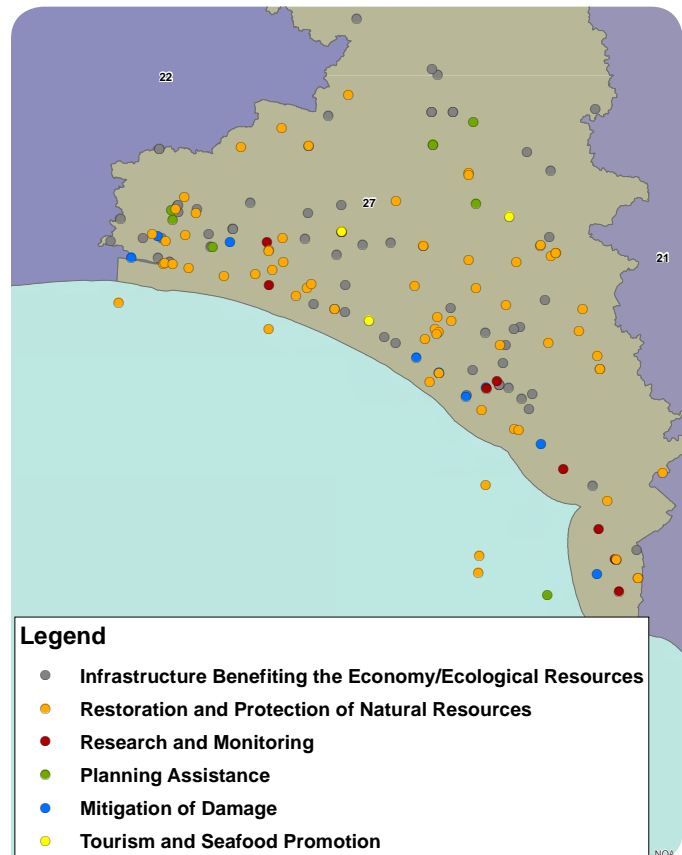 22
27
21
Legend
Infrastructure Benefiting the Economy/Ecological Resources
Restoration and Protection of Natural Resources
Research and Monitoring
Planning Assistance
Mitigation of Damage
Tourism and Seafood Promotion